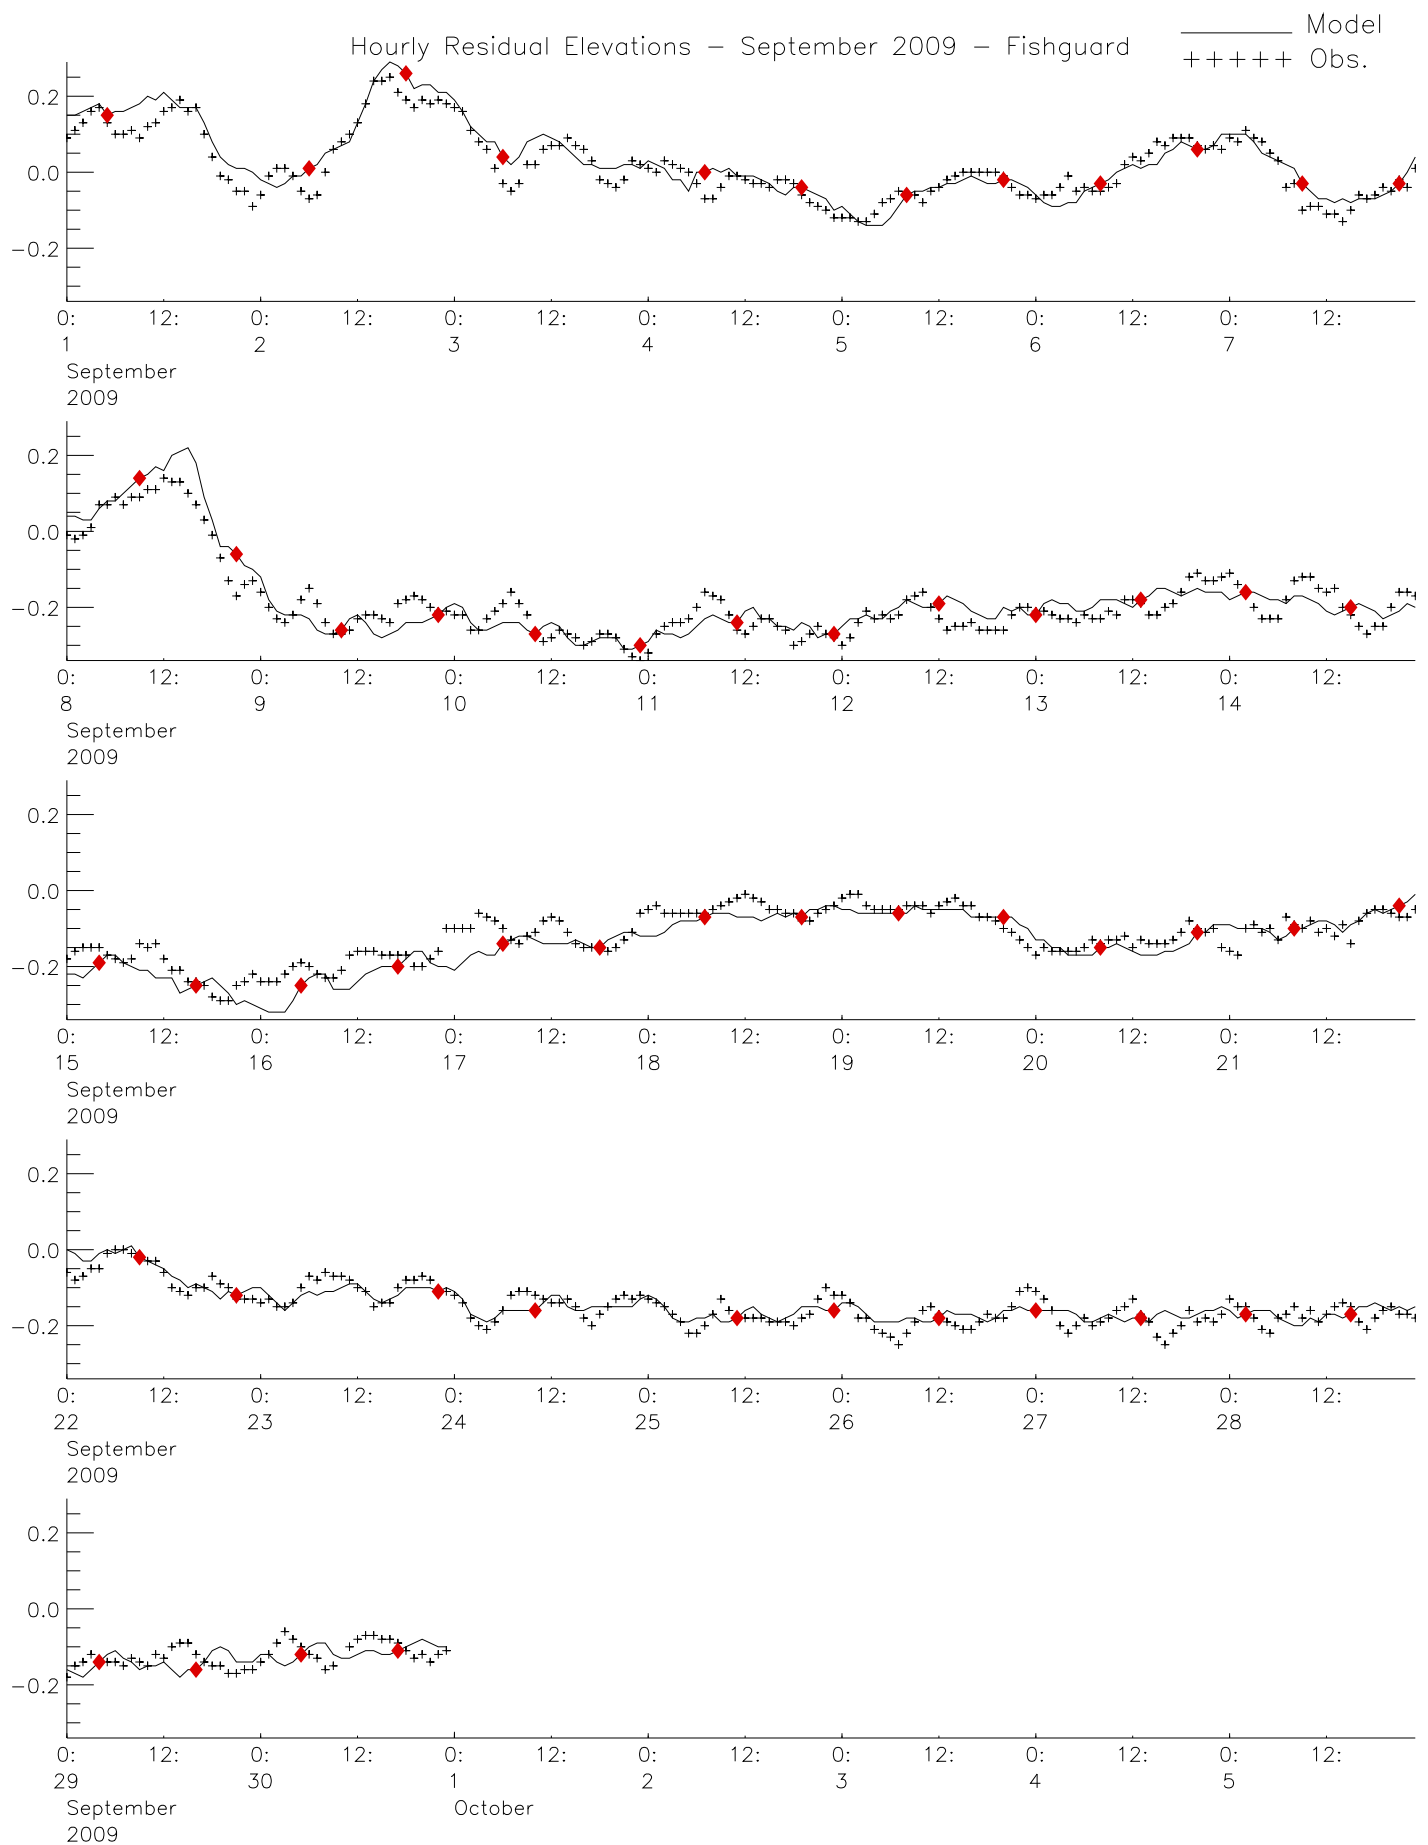 Hourly Residual Elevations – September 2009 – Fishguard
Model
+++++ Obs.
0.2
0.0
−0.2
0: 12: 0: 12: 0: 12: 0: 12: 0: 12: 0: 12: 0: 12:
1 2 3 4 5 6 7
September
2009
0.2
0.0
−0.2
0: 12: 0: 12: 0: 12: 0: 12: 0: 12: 0: 12: 0: 12:
8 9 10 11 12 13 14
September
2009
0.2
0.0
−0.2
0: 12: 0: 12: 0: 12: 0: 12: 0: 12: 0: 12: 0: 12:
15 16 17 18 19 20 21
September
2009
0.2
0.0
−0.2
0: 12: 0: 12: 0: 12: 0: 12: 0: 12: 0: 12: 0: 12:
22 23 24 25 26 27 28
September
2009
0.2
0.0
−0.2
0: 12: 0: 12: 0: 12: 0: 12: 0: 12: 0: 12: 0: 12:
29 30 1 2 3 4 5
September October
2009